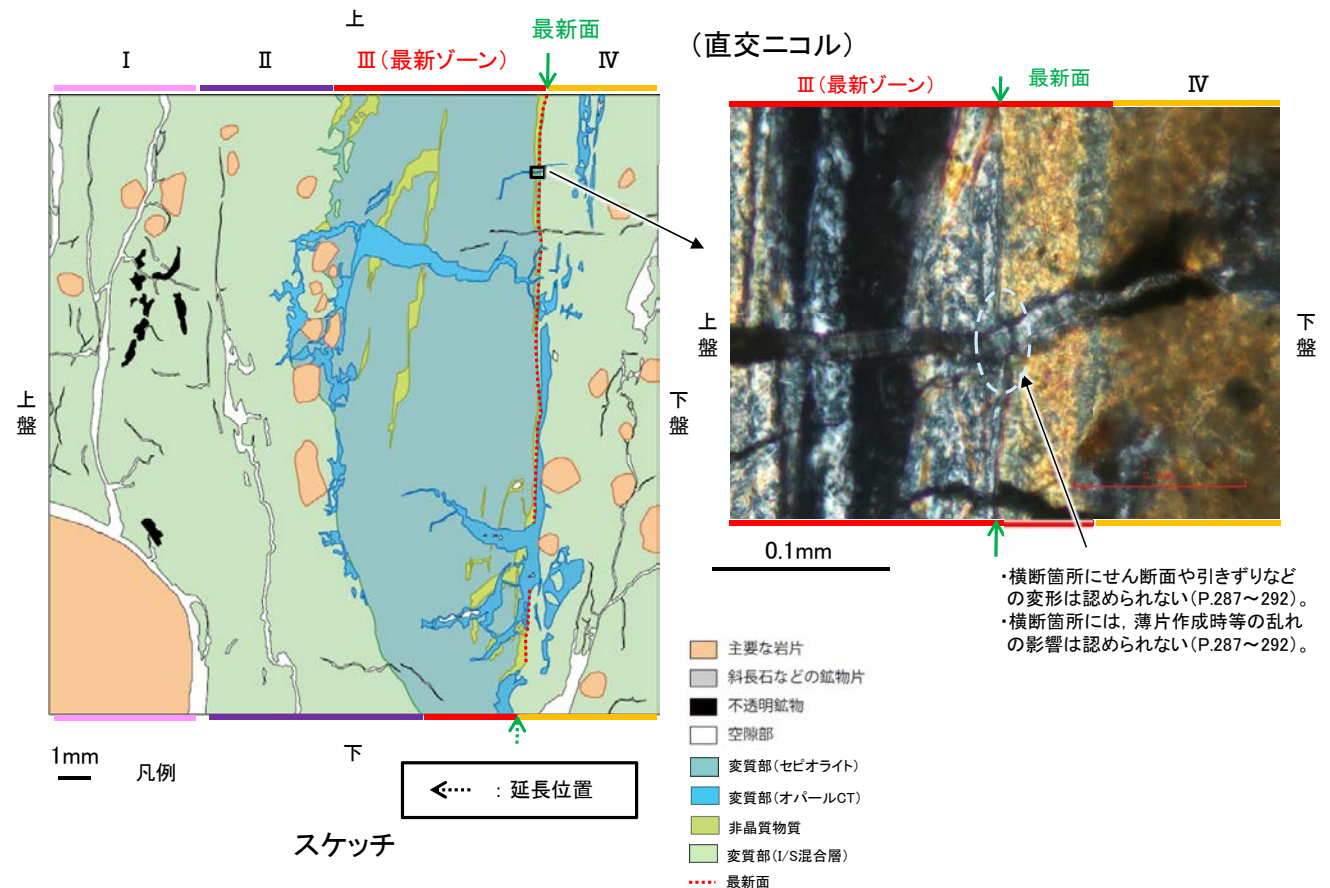 上
最新面
Ⅰ
Ⅱ
Ⅲ(最新ゾーン)
Ⅳ
上
盤
下
盤
1mm
凡例
下
:延長位置
スケッチ
(直交ニコル)
Ⅲ(最新ゾーン)
最新面
Ⅳ
上
盤
下
盤
0.1mm
・横断箇所にせん断面や引きずりなど
の変形は認められない(P.287~292)。
・横断箇所には,薄片作成時等の乱れ
の影響は認められない(P.287~292)。
主要な岩片
斜長石などの鉱物片
不透明鉱物
空隙部
変質部(セピオライト)
変質部(オパールCT)
非晶質物質
変質部(I/S混合層)
最新面